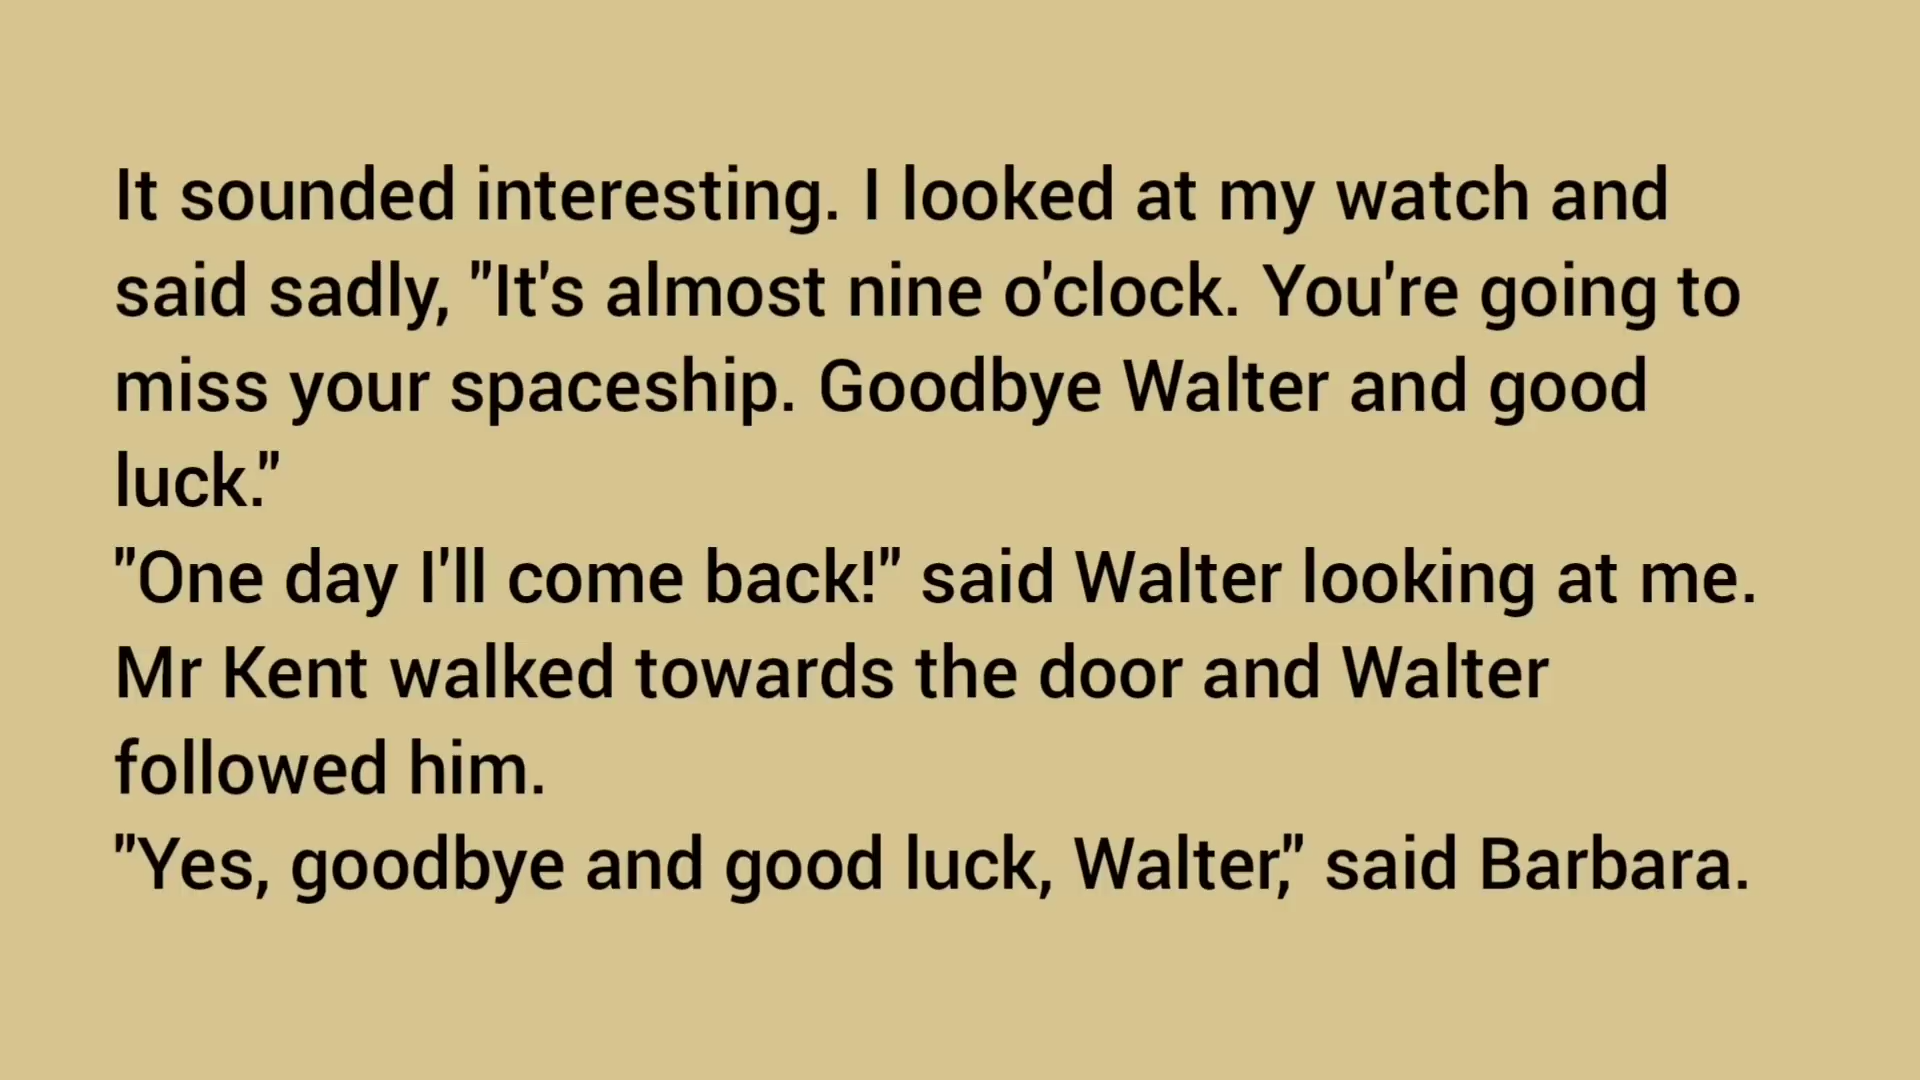 It sounded interesting. I looked at my watch and
said sadly, "It's almost nine o'clock. You're going to
miss your spaceship. Goodbye Walter and good
luck."
"One day I'll come back!" said Walter looking at me.
Mr Kent walked towards the door and Walter
followed him.
"Yes, goodbye and good luck, Walter," said Barbara.